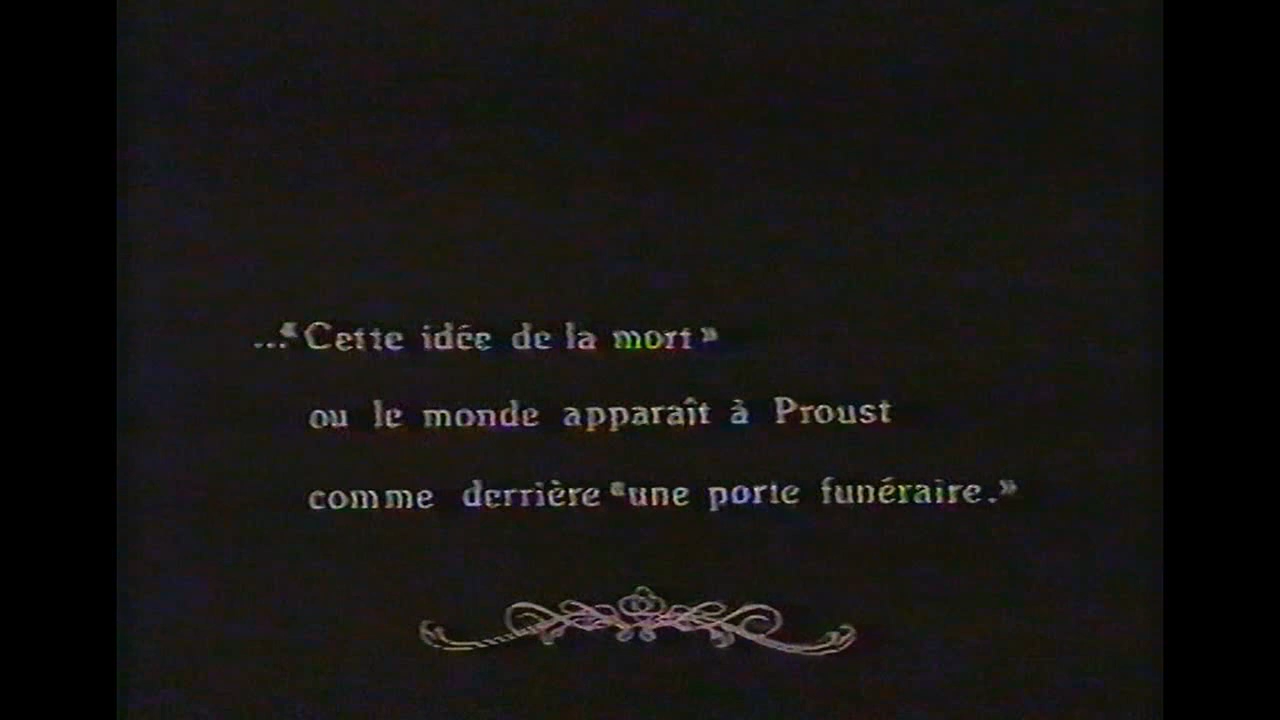 ...“Cette idée de la mort”
ou le monde apparaît à Proust
comme derrière “une porte funéraire.”